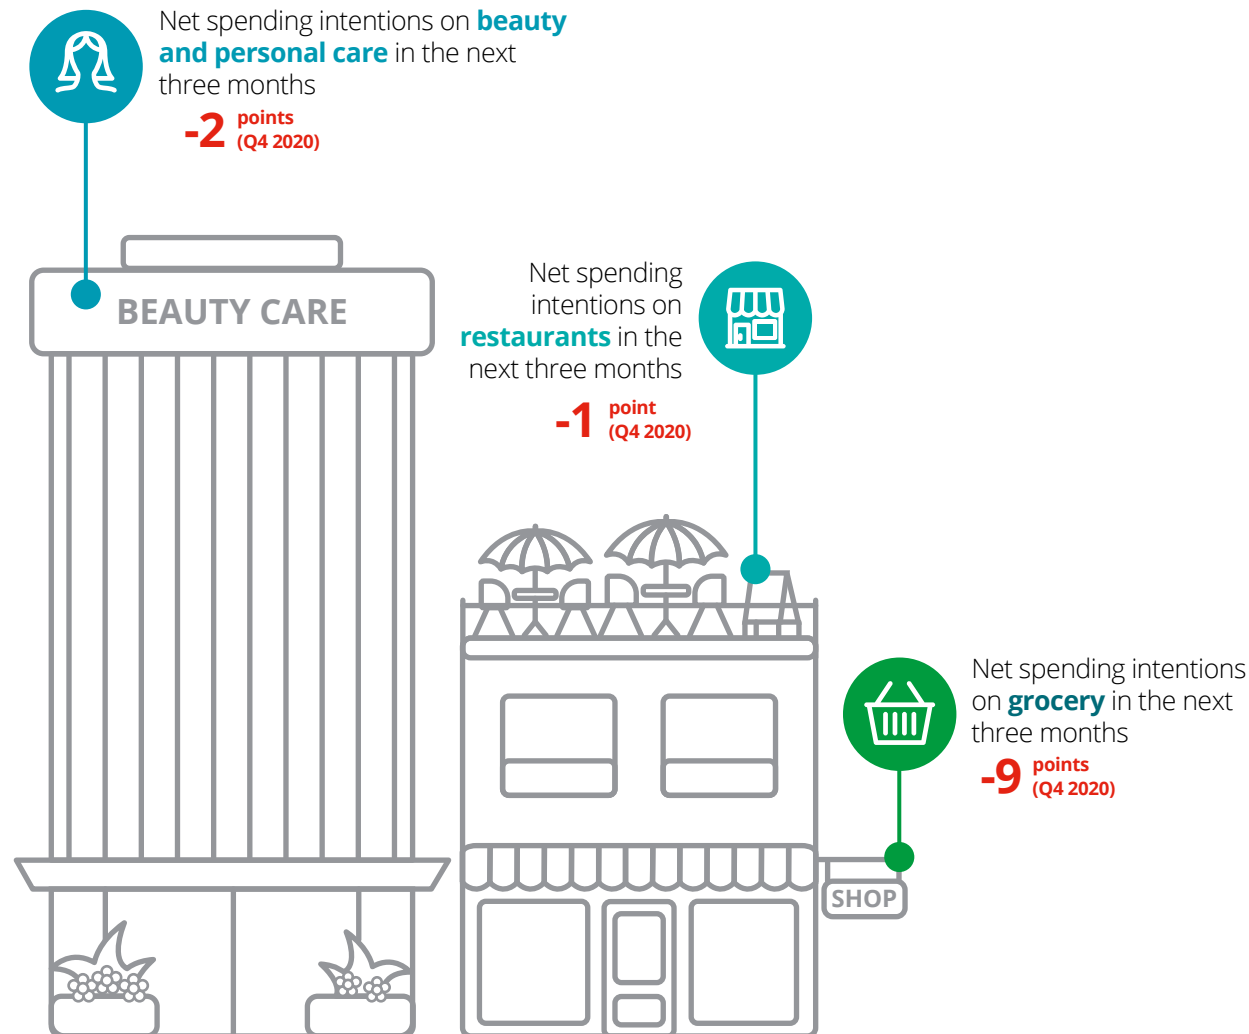 Net spending intentions on beauty
and personal care in the next
three months
-2 points
(Q4 2020)
BEAUTY CARE
Net spending
intentions on
restaurants in the
next three months
-1 point
(Q4 2020)
Net spending intentions
on grocery in the next
three months
-9 points
(Q4 2020)
SHOP